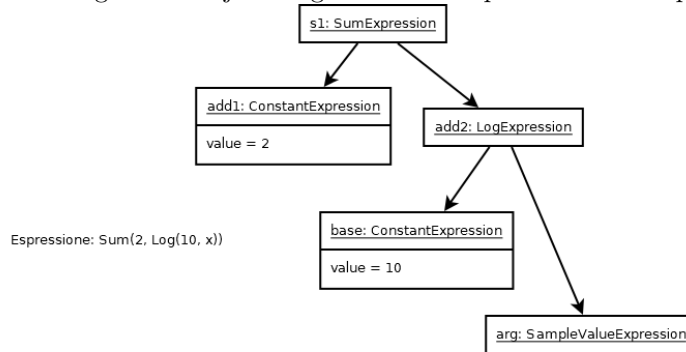 s1: SumExpression
add1: ConstantExpression
value = 2
add2: LogExpression
base: ConstantExpression
value = 10
Espressione: Sum(2, Log(10, x))
arg: SampleValueExpression